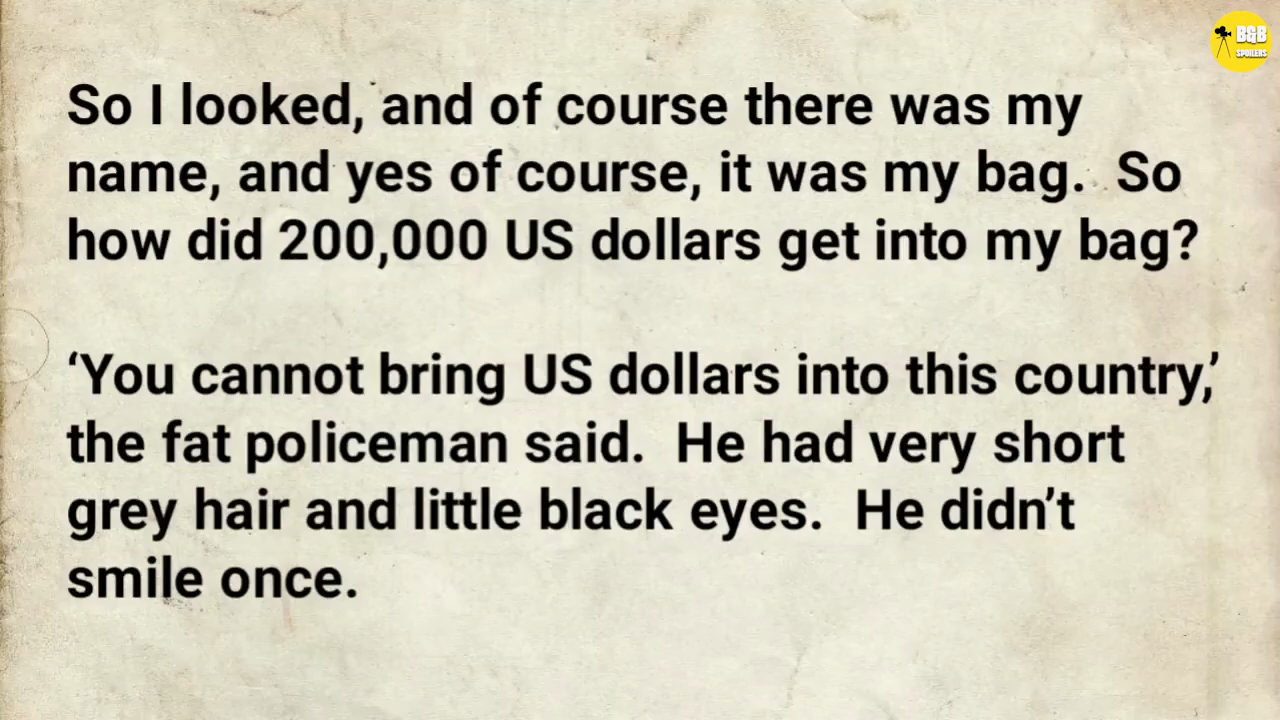 B&B
SPOILERS
So I looked, and of course there was my
name, and yes of course, it was my bag.  So
how did 200,000 US dollars get into my bag?
‘You cannot bring US dollars into this country,’
the fat policeman said.  He had very short
grey hair and little black eyes.  He didn’t
smile once.